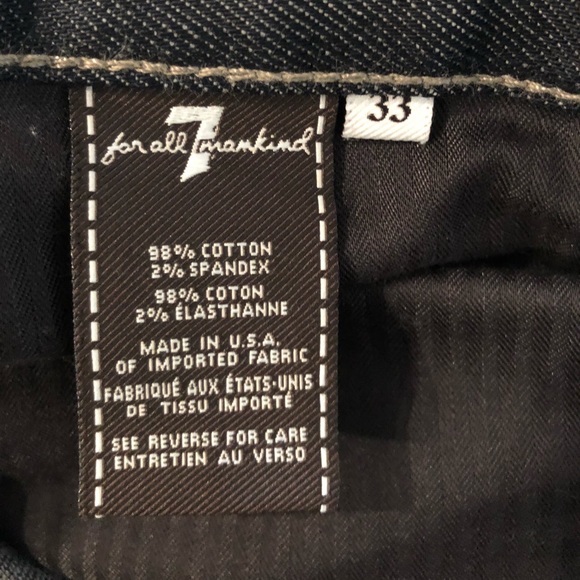 7
for all mankind
33
98% COTTON
2% SPANDEX
98% COTON
2% ÉLASTHANNE
MADE IN U.S.A.
OF IMPORTED FABRIC
FABRIQUÉ AUX ÉTATS-UNIS
DE TISSU IMPORTÉ
SEE REVERSE FOR CARE
ENTRETIEN AU VERSO